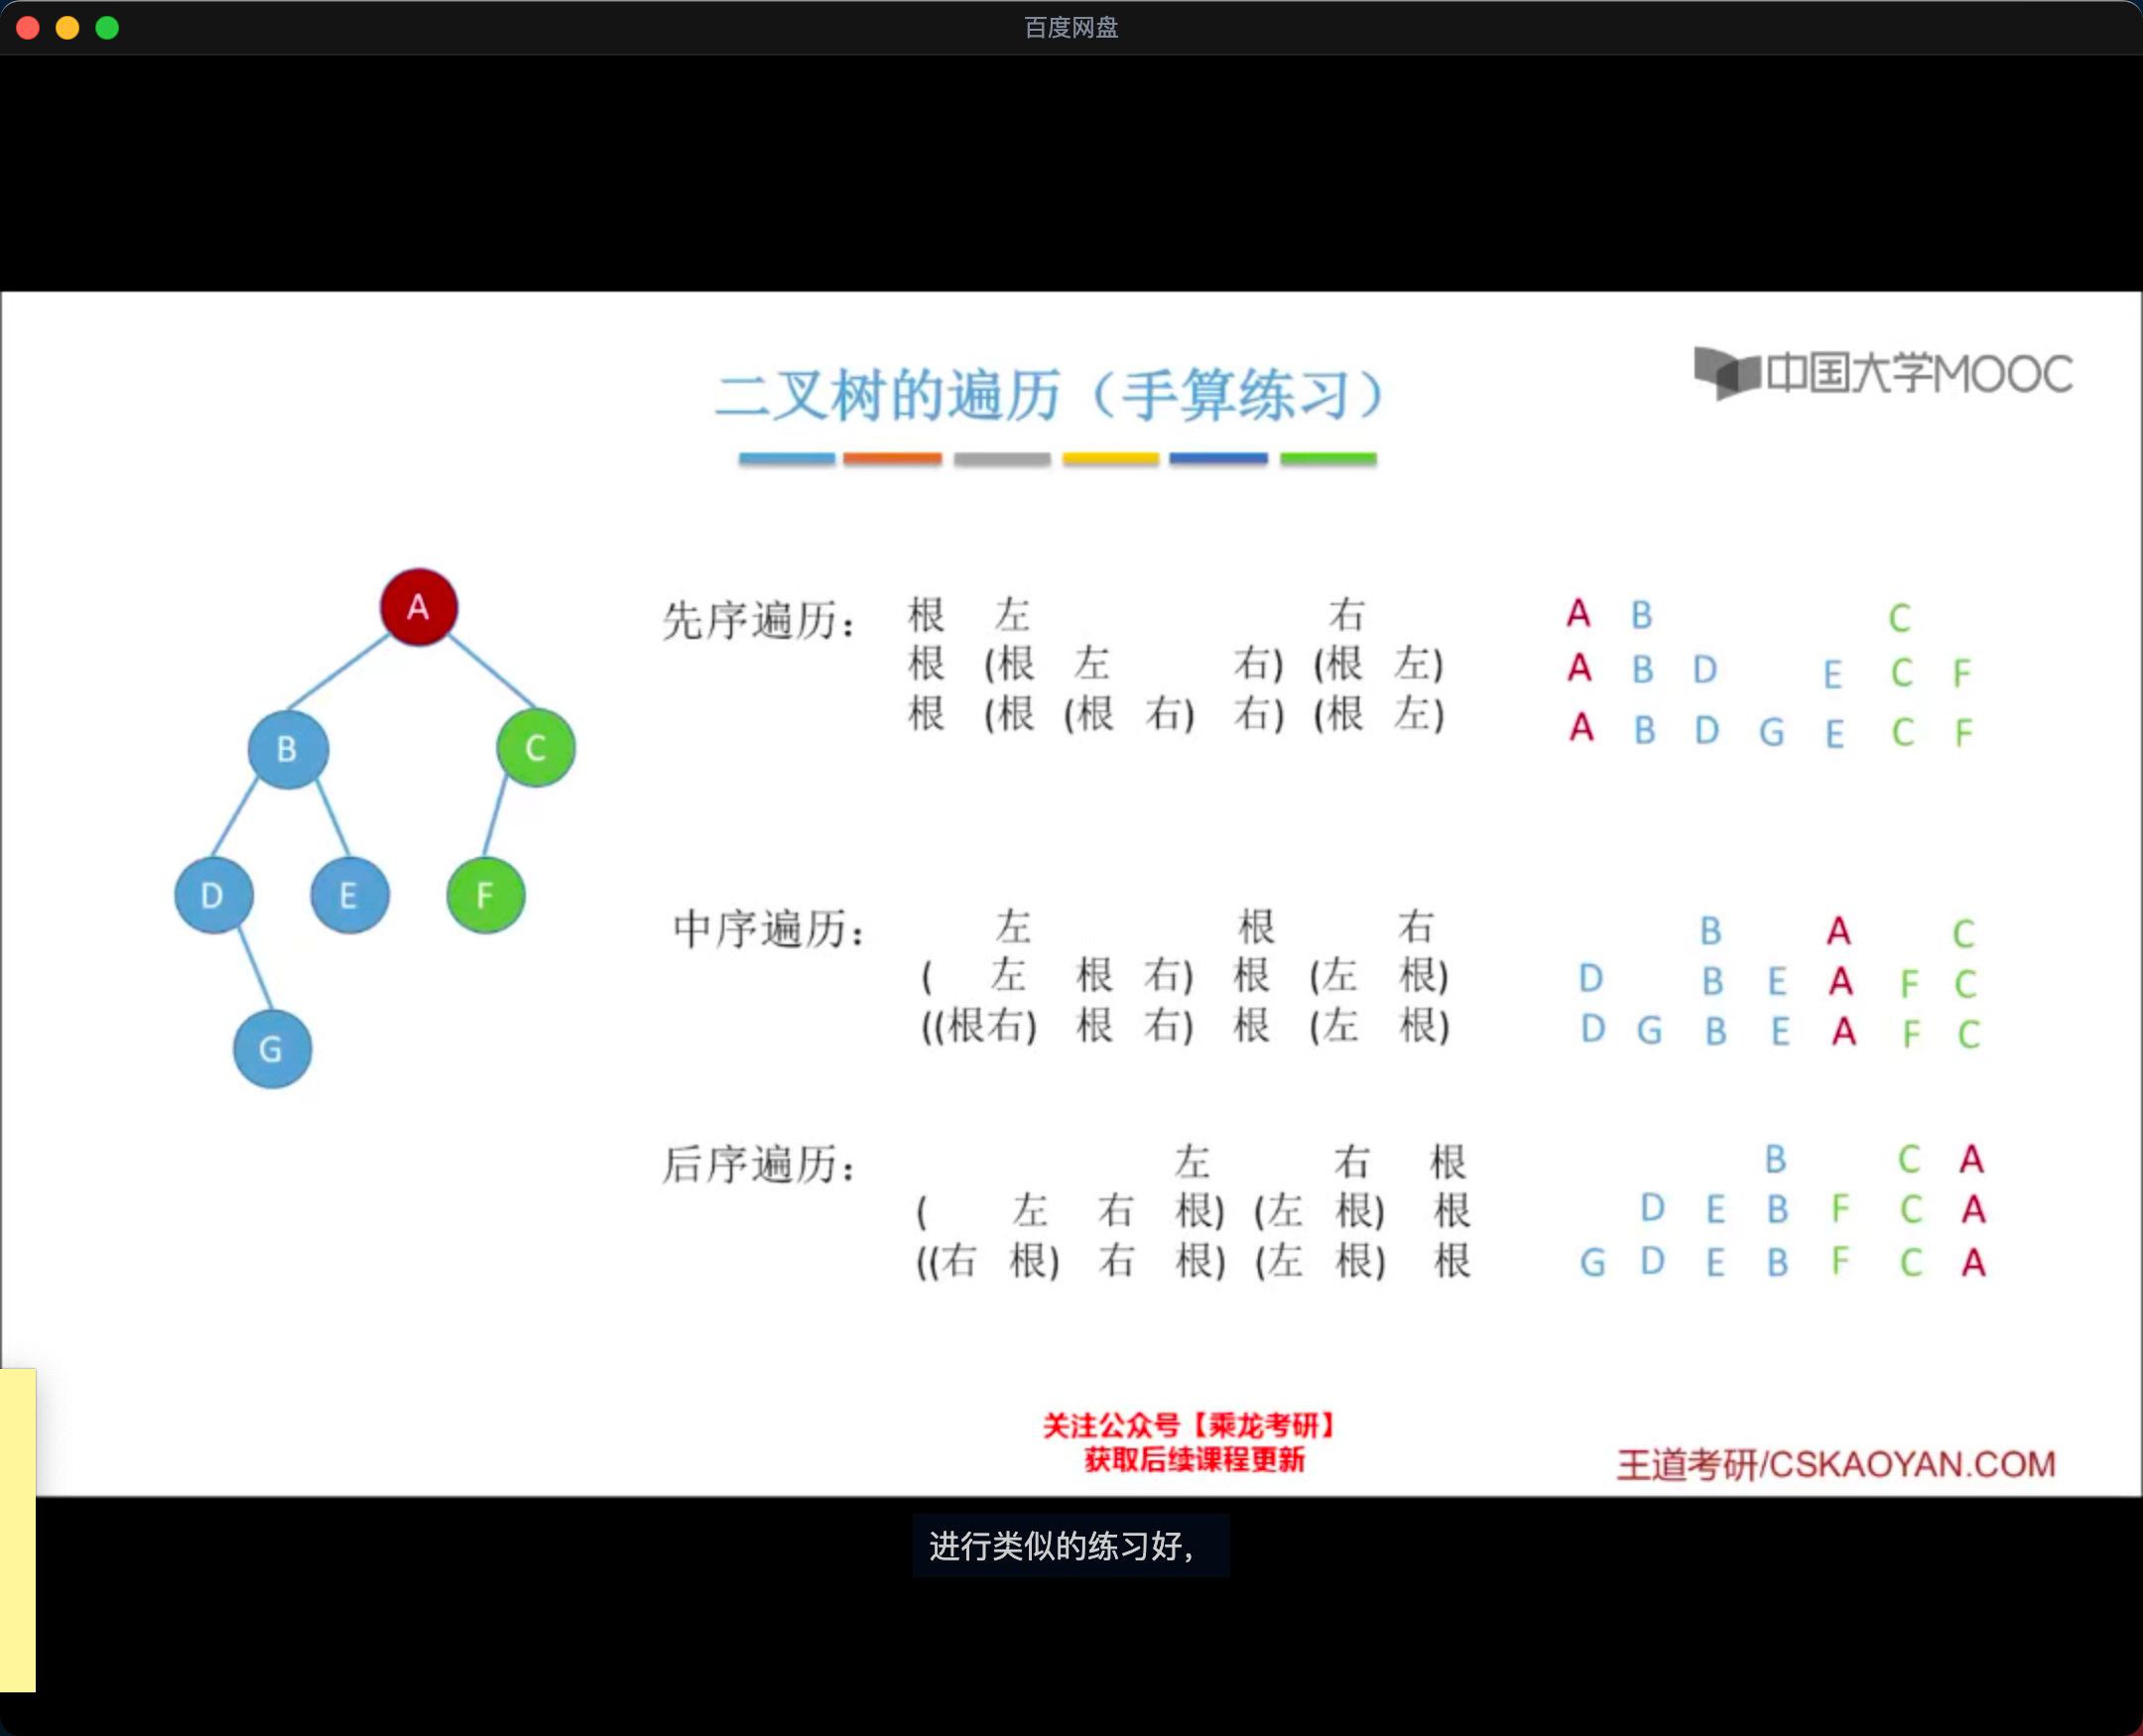 百度网盘
中国大学MOOC
二叉树的遍历（手算练习）
A
B
C
D
E
F
G
先序遍历：
根 左 右
根 (根 左 右) (根 左)
根 (根 (根 右) 右) (根 左)
A B C
A B D E C F
A B D G E C F
中序遍历：
左 根 右
( 左 根 右) 根 (左 根)
((根右) 根 右) 根 (左 根)
B A C
D B E A F C
D G B E A F C
后序遍历：
左 右 根
( 左 右 根) (左 根) 根
((右 根) 右 根) (左 根) 根
B C A
D E B F C A
G D E B F C A
关注公众号【乘龙考研】
获取后续课程更新
王道考研/CSKAOYAN.COM
进行类似的练习好，